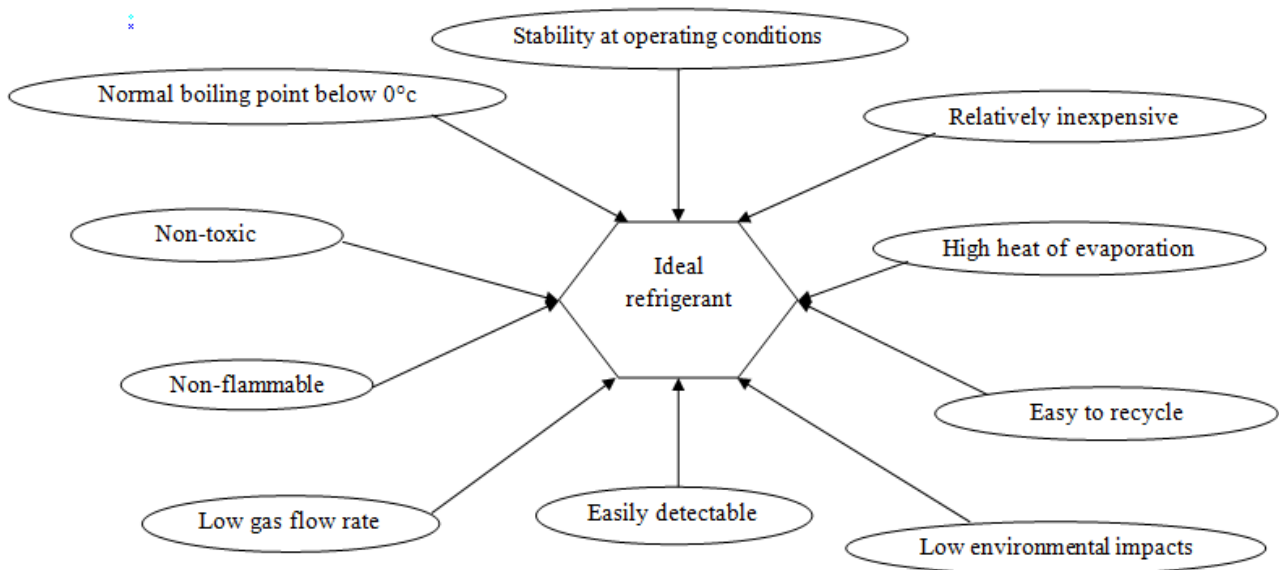 Stability at operating conditions
Normal boiling point below 0°c
Relatively inexpensive
Non-toxic
High heat of evaporation
Ideal
refrigerant
Non-flammable
Easy to recycle
Low gas flow rate
Easily detectable
Low environmental impacts